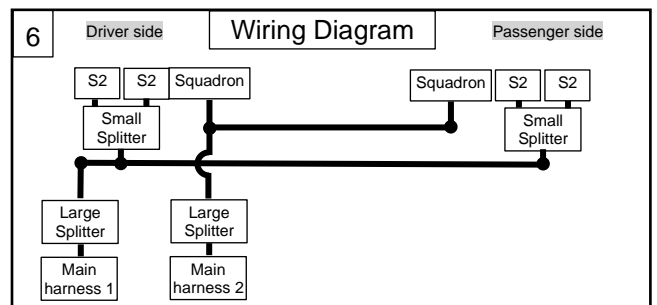 6
Driver side
Wiring Diagram
Passenger side
S2
S2
Squadron
Squadron
S2
S2
Small
Splitter
Small
Splitter
Large
Splitter
Large
Splitter
Main
harness 1
Main
harness 2